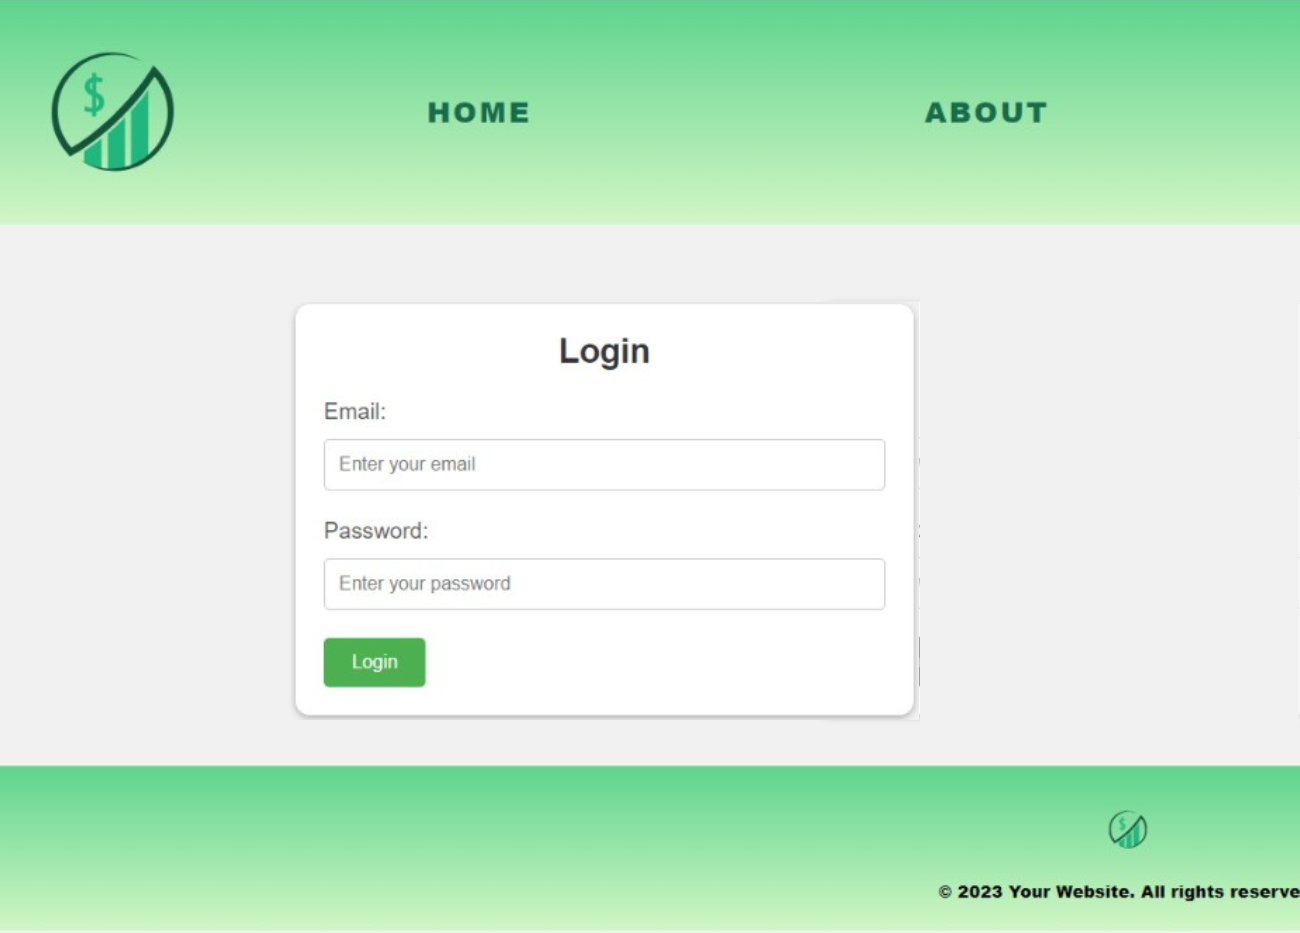 $
HOME ABOUT
Login
Email:
Enter your email
Password:
Enter your password
Login
$
© 2023 Your Website. All rights reserve